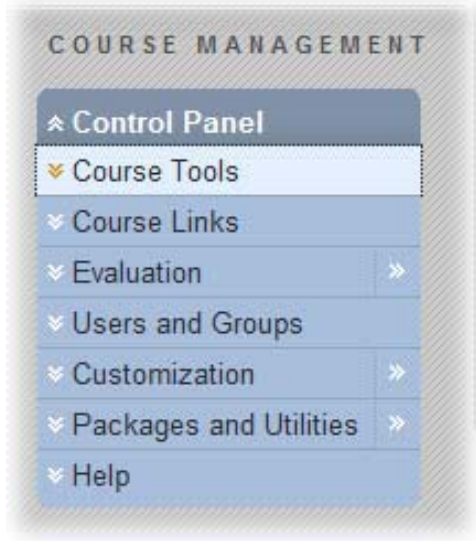 COURSE MANAGEMENT
Control Panel
Course Tools
Course Links
Evaluation
Users and Groups
Customization
Packages and Utilities
Help